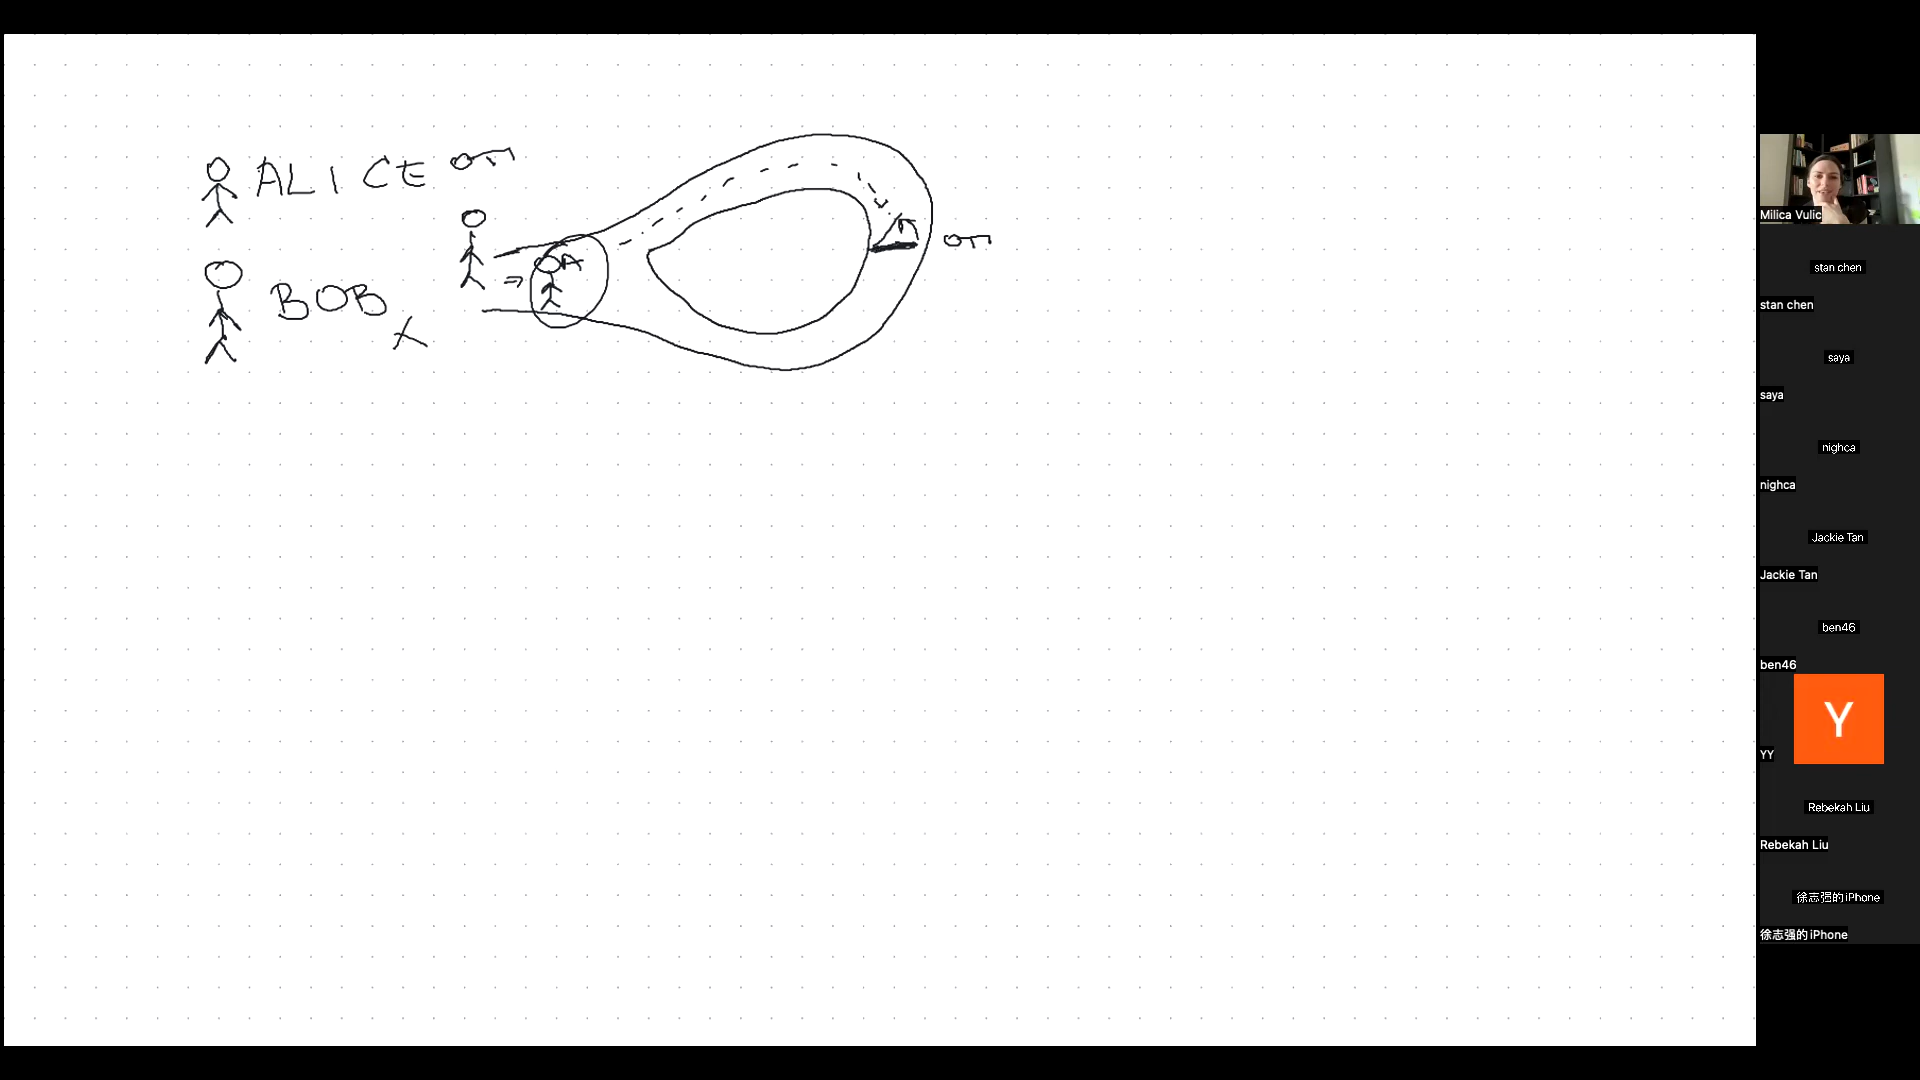 ALICE
BOB
A
Milica Vulic
stan chen
stan chen
saya
saya
nighca
nighca
Jackie Tan
Jackie Tan
ben46
ben46
Y
YY
Rebekah Liu
Rebekah Liu
徐志强的 iPhone
徐志强的 iPhone